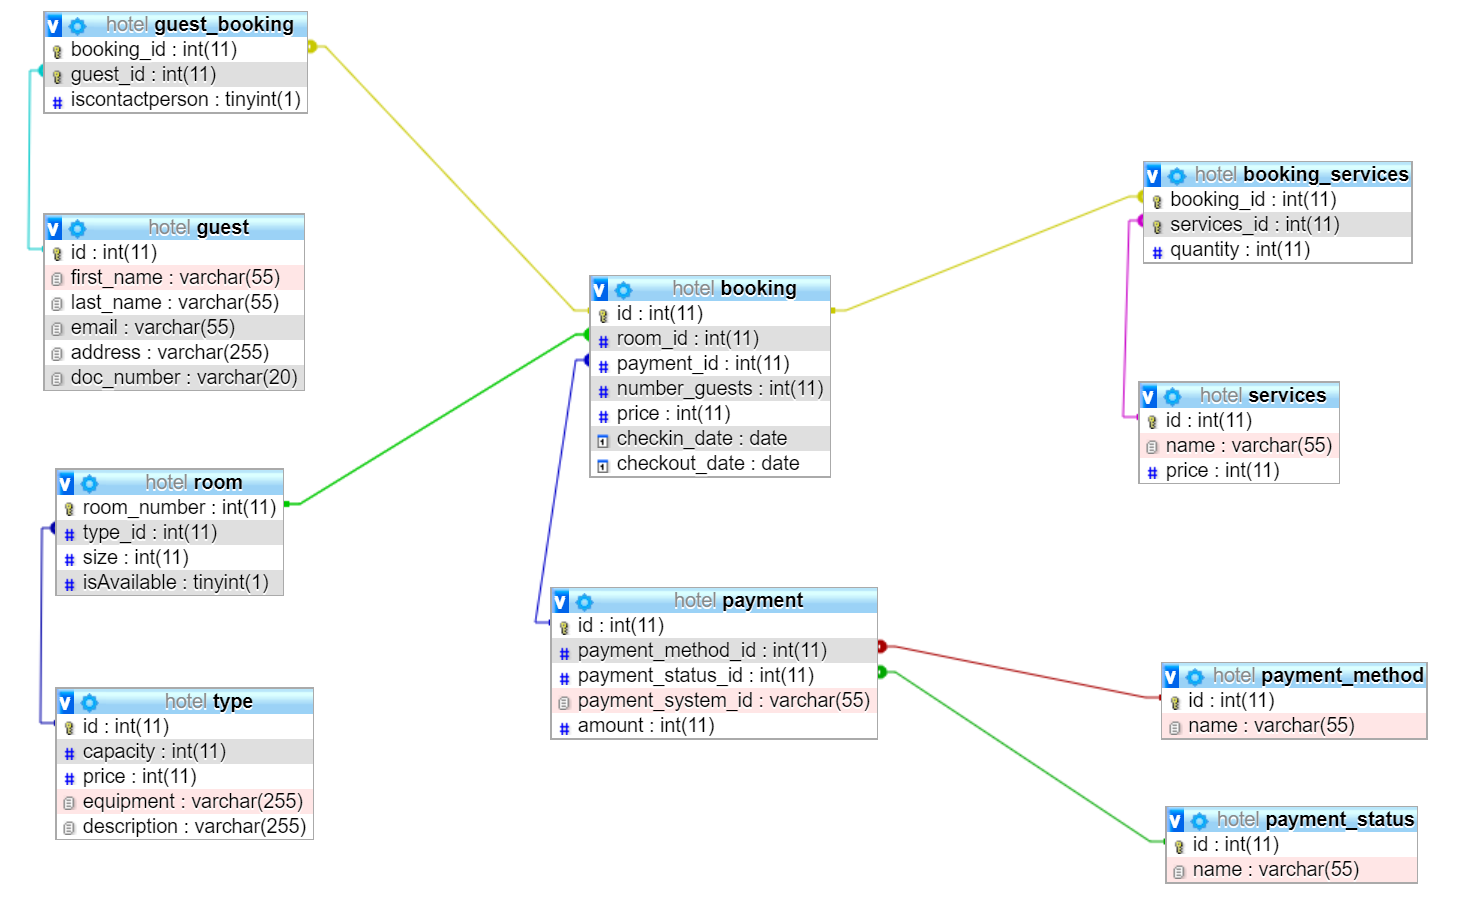 hotel guest_booking
booking_id : int(11)
guest_id : int(11)
iscontactperson : tinyint(1)
hotel guest
id : int(11)
first_name : varchar(55)
last_name : varchar(55)
email : varchar(55)
address : varchar(255)
doc_number : varchar(20)
hotel room
room_number : int(11)
type_id : int(11)
size : int(11)
isAvailable : tinyint(1)
hotel type
id : int(11)
capacity : int(11)
price : int(11)
equipment : varchar(255)
description : varchar(255)
hotel booking
id : int(11)
room_id : int(11)
payment_id : int(11)
number_guests : int(11)
price : int(11)
checkin_date : date
checkout_date : date
hotel payment
id : int(11)
payment_method_id : int(11)
payment_status_id : int(11)
payment_system_id : varchar(55)
amount : int(11)
hotel booking_services
booking_id : int(11)
services_id : int(11)
quantity : int(11)
hotel services
id : int(11)
name : varchar(55)
price : int(11)
hotel payment_method
id : int(11)
name : varchar(55)
hotel payment_status
id : int(11)
name : varchar(55)